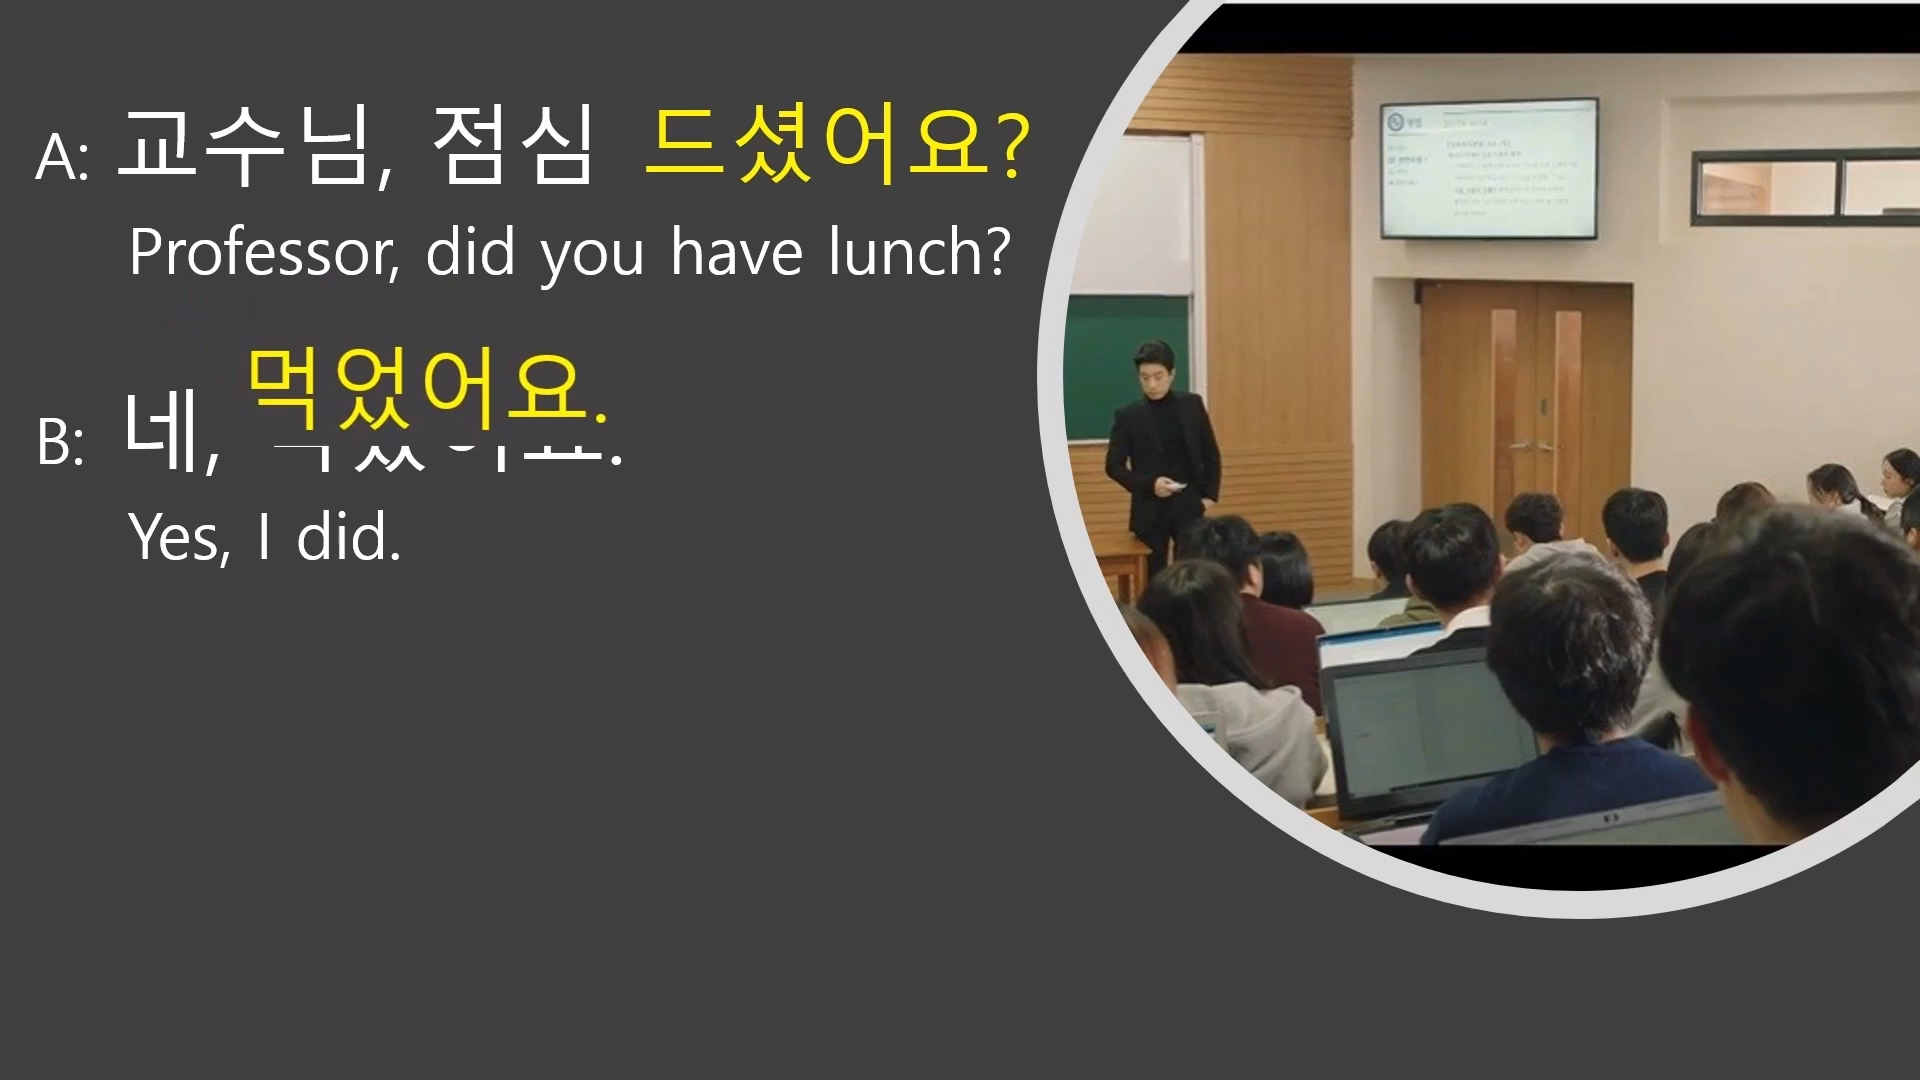 A: 교수님, 점심 드셨어요?
Professor, did you have lunch?
B: 네, 먹었어요.
Yes, I did.